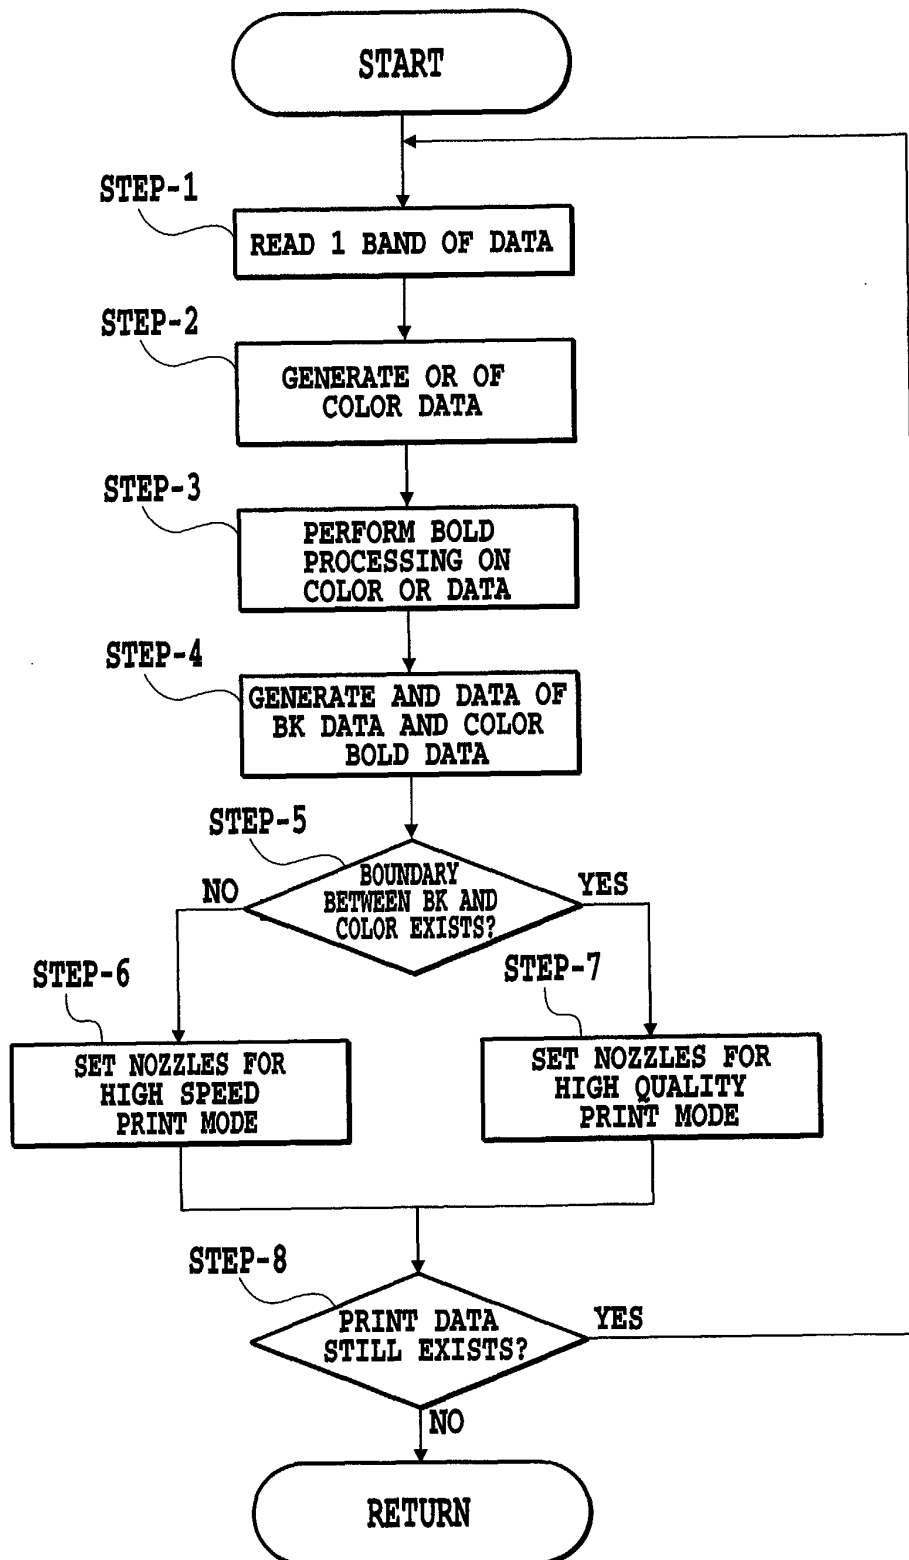 START
STEP-1
READ 1 BAND OF DATA
STEP-2
GENERATE OR OF
COLOR DATA
STEP-3
PERFORM BOLD
PROCESSING ON
COLOR OR DATA
STEP-4
GENERATE AND DATA OF
BK DATA AND COLOR
BOLD DATA
STEP-5
BOUNDARY
BETWEEN BK AND
COLOR EXISTS?
NO
YES
STEP-6
SET NOZZLES FOR
HIGH SPEED
PRINT MODE
STEP-7
SET NOZZLES FOR
HIGH QUALITY
PRINT MODE
STEP-8
PRINT DATA
STILL EXISTS?
YES
NO
RETURN